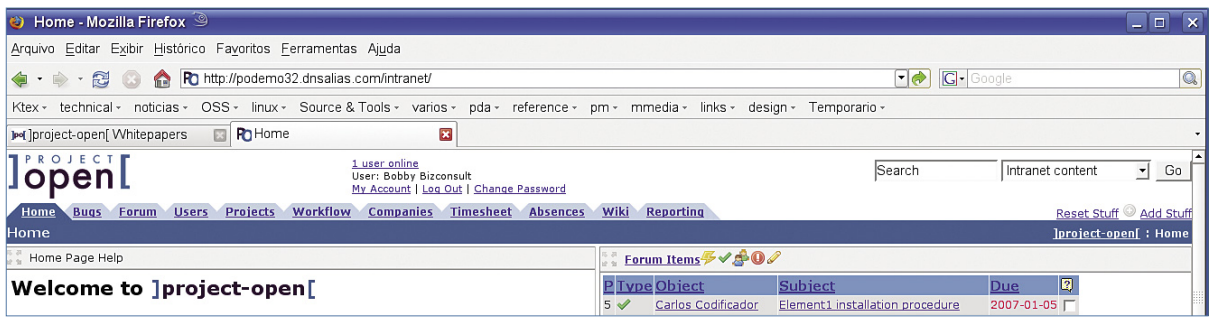 Home - Mozilla Firefox
Arquivo Editar Exibir Histórico Favoritos Ferramentas Ajuda
http://podemo32.dnsalias.com/intranet/ G Google
Ktex technical noticias OSS linux Source & Tools varios pda reference pm mmedia links design Temporario
]po[ ]project-open[ Whitepapers PO Home
]PROJECT open[
1 user online
User: Bobby Bizconsult
My Account | Log Out | Change Password
Search Intranet content Go
Home Bugs Forum Users Projects Workflow Companies Timesheet Absences Wiki Reporting
Reset Stuff Add Stuff
Home ]project-open[ : Home
Home Page Help
Forum Items
Welcome to ]project-open[
P Type Object Subject Due ?
5 Carlos Codificador Element1 installation procedure 2007-01-05